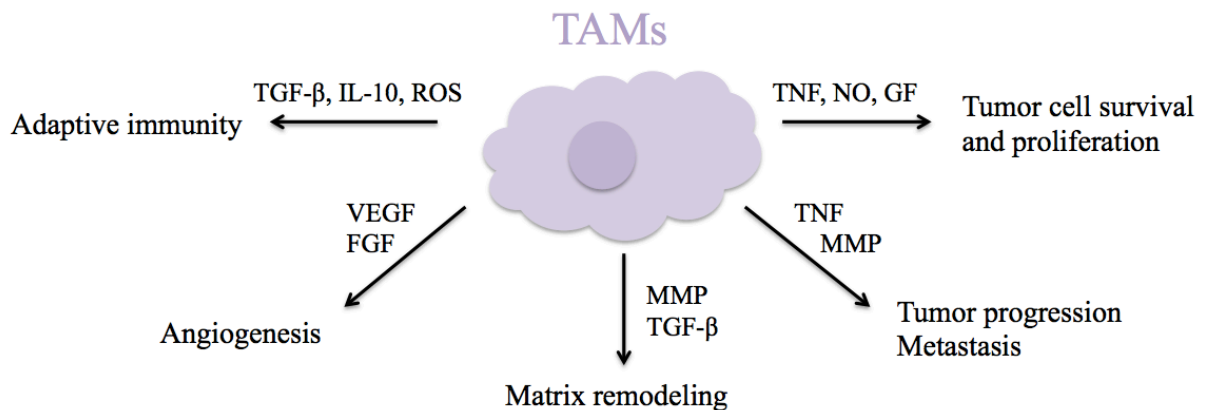 TAMs
TGF-β, IL-10, ROS
Adaptive immunity
TNF, NO, GF
Tumor cell survival
and proliferation
VEGF
FGF
Angiogenesis
MMP
TGF-β
Matrix remodeling
TNF
MMP
Tumor progression
Metastasis